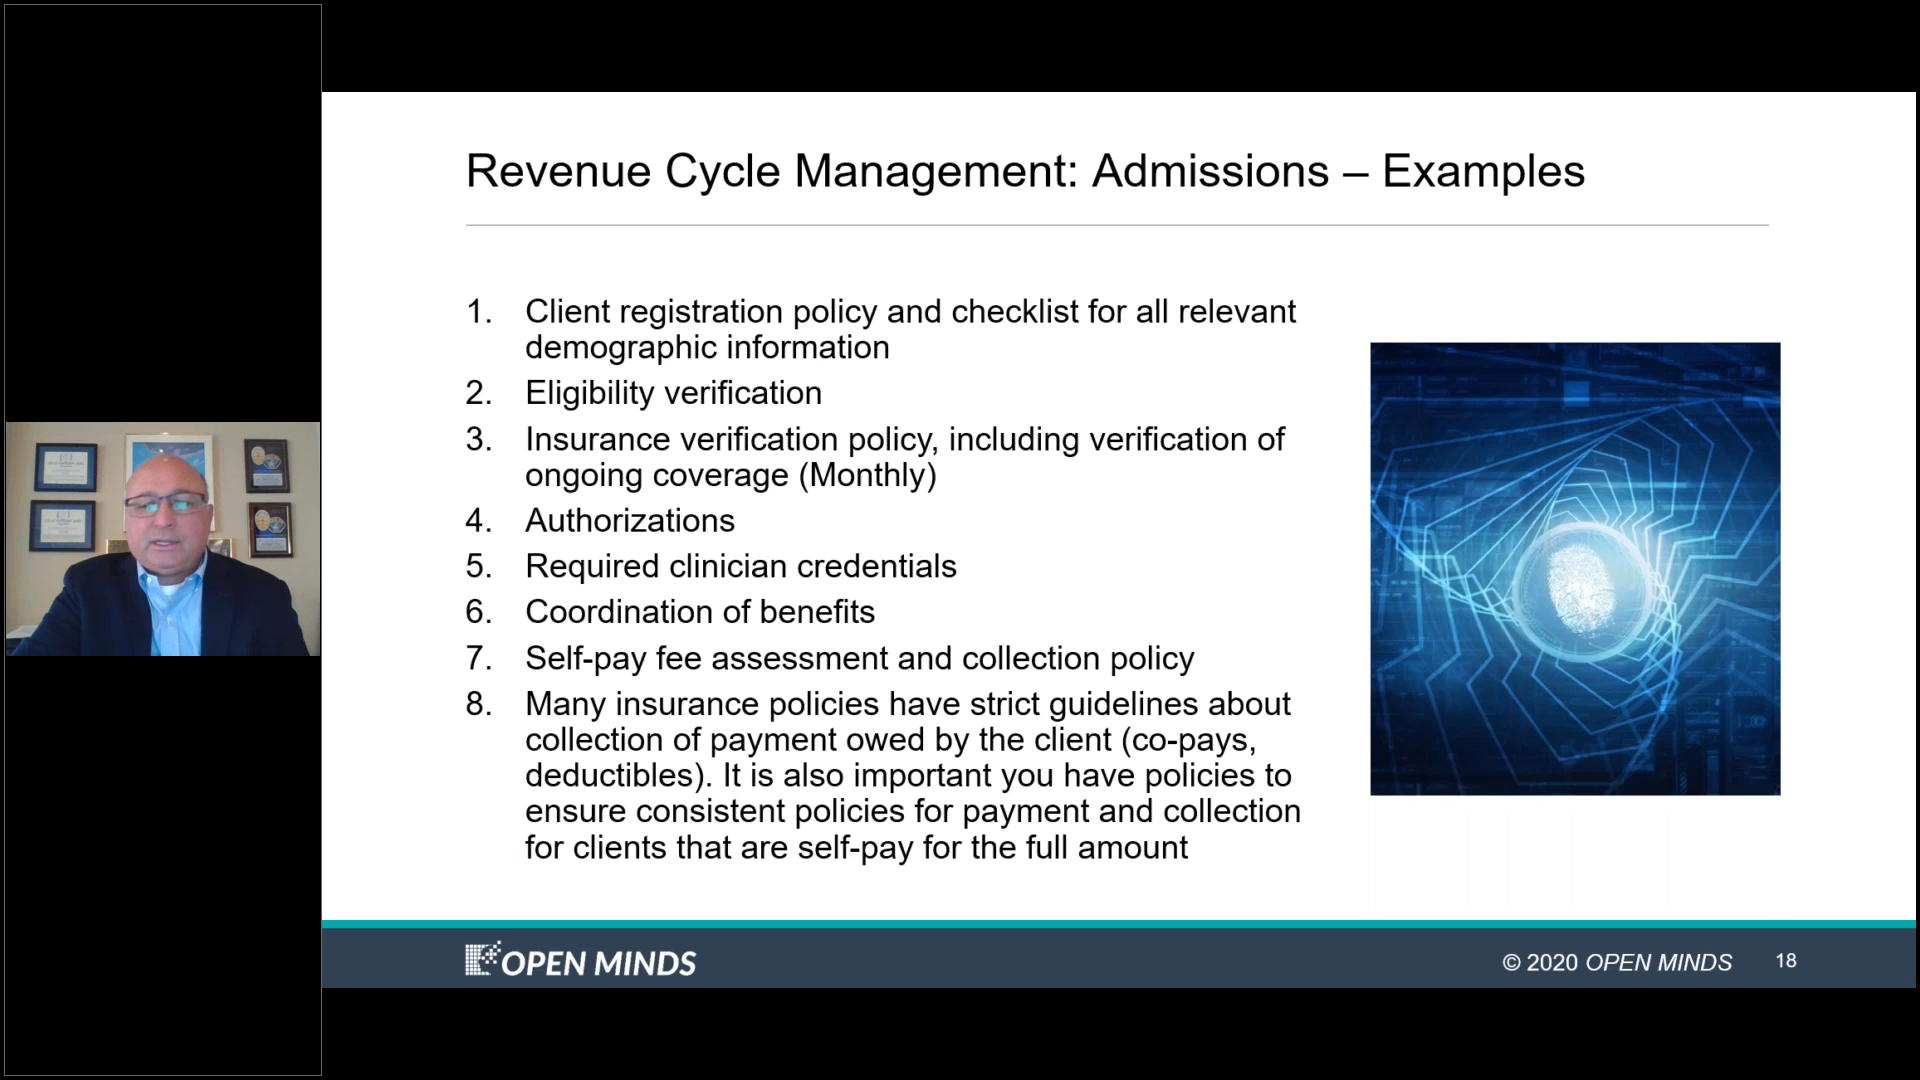 Revenue Cycle Management: Admissions – Examples
1. Client registration policy and checklist for all relevant
demographic information
2. Eligibility verification
3. Insurance verification policy, including verification of
ongoing coverage (Monthly)
4. Authorizations
5. Required clinician credentials
6. Coordination of benefits
7. Self-pay fee assessment and collection policy
8. Many insurance policies have strict guidelines about
collection of payment owed by the client (co-pays,
deductibles). It is also important you have policies to
ensure consistent policies for payment and collection
for clients that are self-pay for the full amount
OPEN MINDS
© 2020 OPEN MINDS 18